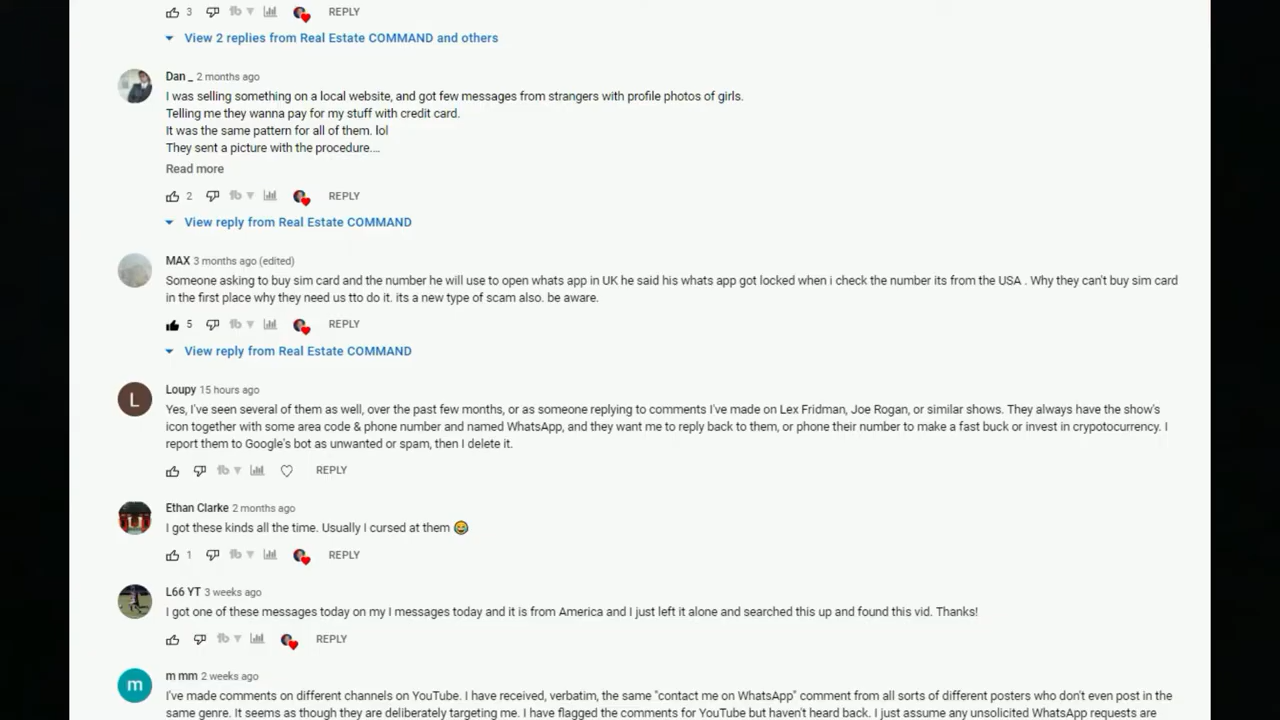 3 REPLY
View 2 replies from Real Estate COMMAND and others
Dan _ 2 months ago
I was selling something on a local website, and got few messages from strangers with profile photos of girls.
Telling me they wanna pay for my stuff with credit card.
It was the same pattern for all of them. lol
They sent a picture with the procedure....
Read more
2 REPLY
View reply from Real Estate COMMAND
MAX 3 months ago (edited)
Someone asking to buy sim card and the number he will use to open whats app in UK he said his whats app got locked when i check the number its from the USA . Why they can't buy sim card
in the first place why they need us tto do it. its a new type of scam also. be aware.
5 REPLY
View reply from Real Estate COMMAND
L
Loupy 15 hours ago
Yes, I've seen several of them as well, over the past few months, or as someone replying to comments I've made on Lex Fridman, Joe Rogan, or similar shows. They always have the show's
icon together with some area code & phone number and named WhatsApp, and they want me to reply back to them, or phone their number to make a fast buck or invest in crypotocurrency. I
report them to Google's bot as unwanted or spam, then I delete it.
REPLY
Ethan Clarke 2 months ago
I got these kinds all the time. Usually I cursed at them 😂
1 REPLY
L66 YT 3 weeks ago
I got one of these messages today on my I messages today and it is from America and I just left it alone and searched this up and found this vid. Thanks!
REPLY
m
m mm 2 weeks ago
I've made comments on different channels on YouTube. I have received, verbatim, the same "contact me on WhatsApp" comment from all sorts of different posters who don't even post in the
same genre. It seems as though they are deliberately targeting me. I have flagged the comments for YouTube but haven't heard back. I just assume any unsolicited WhatsApp requests are